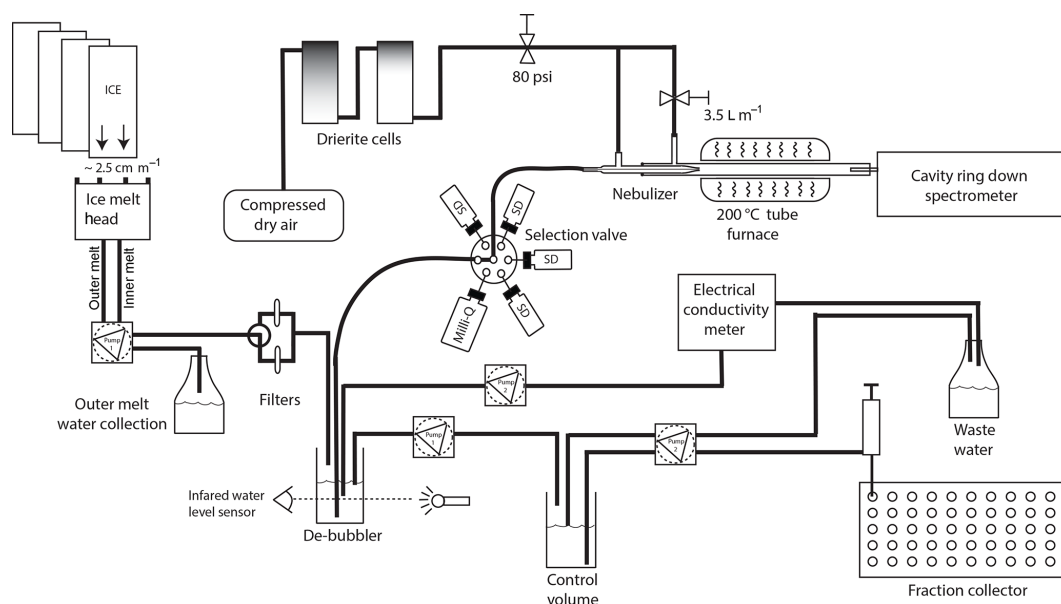 ICE
~ 2.5 cm m⁻¹
Ice melt
head
Outer melt
Inner melt
Pump
1
Outer melt
water collection
Filters
Compressed
dry air
Drierite cells
80 psi
3.5 L m⁻¹
Nebulizer
200 °C tube
furnace
Cavity ring down
spectrometer
Selection valve
SD
SD
SD
SD
Milli-Q
Electrical
conductivity
meter
Pump
2
Pump
Pump
2
Waste
water
Infared water
level sensor
De-bubbler
Control
volume
Fraction collector